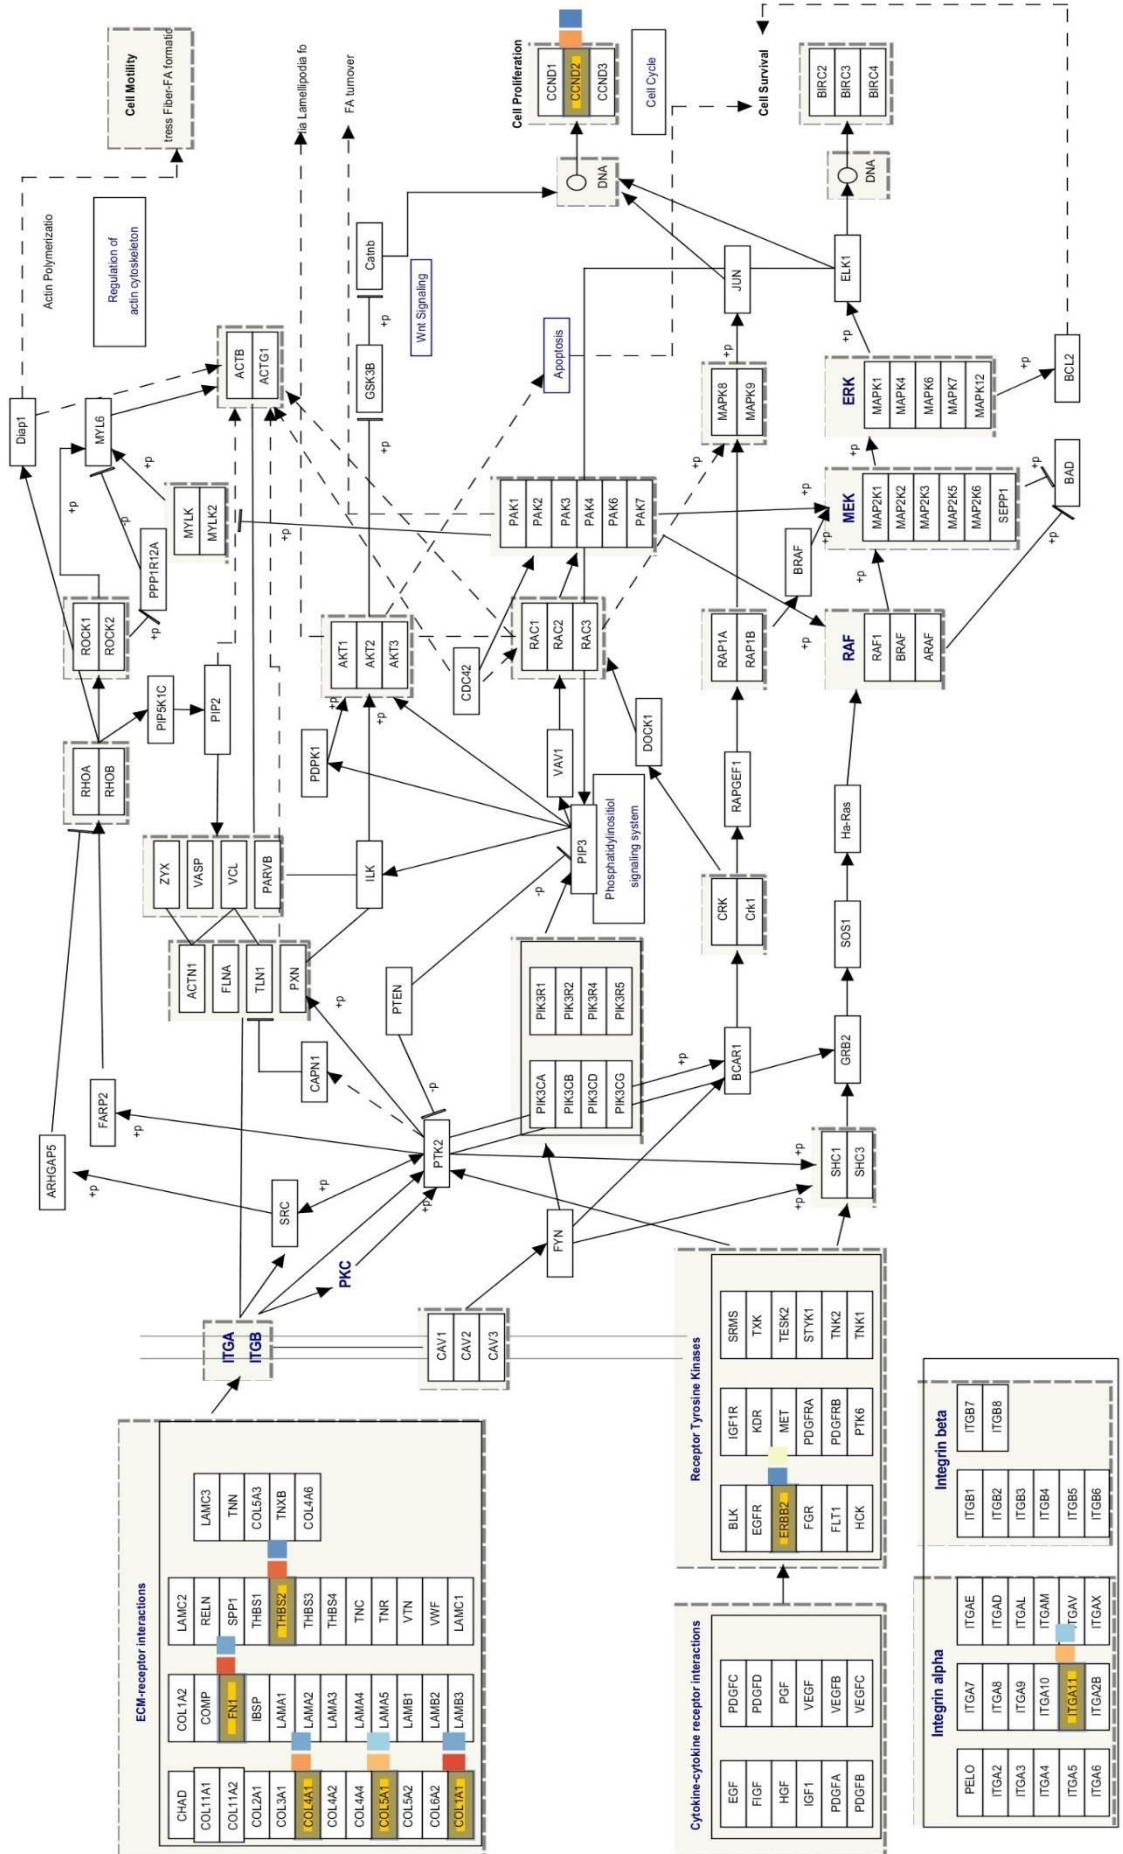 ECM-receptor interactions
CHAD
COL11A1
COL11A2
COL2A1
COL3A1
COL4A1
COL4A2
COL4A4
COL5A1
COL5A2
COL6A2
COL1A1
COL1A2
COMP
FN1
IBSP
LAMA1
LAMA2
LAMA3
LAMA4
LAMA5
LAMB1
LAMB2
LAMB3
LAMC2
RELN
SPP1
THBS1
THBS2
THBS3
THBS4
TNC
TNR
VTN
VWF
LAMC1
LAMC3
TNN
COL5A3
TNXB
COL4A6
ITGA
ITGB
PKC
CAV1
CAV2
CAV3
ARHGAP5
+p
SRC
+p
FARP2
+p
CAPN1
PTK2
+p
-p
PTEN
-p
+p
FYN
ACTN1
FLNA
TLN1
PXN
ZYX
VASP
VCL
PARVB
ILK
RHOA
RHOB
ROCK1
ROCK2
PIP5K1C
PIP2
+p
PPP1R12A
-p
+p
MYLK
MYLK2
+p
+p
Diap1
MYL6
ACTB
ACTG1
Actin Polymerizatio
Regulation of
actin cytoskeleton
Cell Motility
tress Fiber-FA formatic
lia Lamellipodia fo
FA turnover
PDPK1
+p
+p
AKT1
AKT2
AKT3
+p
GSK3B
+p
Catnb
Wnt Signaling
Apoptosis
CDC42
PIP3
Phosphatidylinositiol
signaling system
VAV1
RAC1
RAC2
RAC3
DOCK1
PAK1
PAK2
PAK3
PAK4
PAK6
PAK7
PIK3CA
PIK3CB
PIK3CD
PIK3CG
PIK3R1
PIK3R2
PIK3R4
PIK3R5
+p
BCAR1
CRK
Crk1
RAPGEF1
RAP1A
RAP1B
BRAF
+p
+p
+p
MAPK8
MAPK9
+p
JUN
DNA
Cell Proliferation
CCND1
CCND2
CCND3
Cell Cycle
Cell Survival
+p
+p
SHC1
SHC3
GRB2
SOS1
Ha-Ras
RAF
RAF1
BRAF
ARAF
+p
MEK
MAP2K1
MAP2K2
MAP2K3
MAP2K5
MAP2K6
SEPP1
+p
+p
BAD
+p
ERK
MAPK1
MAPK4
MAPK6
MAPK7
MAPK12
+p
BCL2
+p
ELK1
DNA
BIRC2
BIRC3
BIRC4
Cytokine-cytokine receptor interactions
EGF
FIGF
HGF
IGF1
PDGFA
PDGFB
PDGFC
PDGFD
PGF
VEGF
VEGFB
VEGFC
Receptor Tyrosine Kinases
BLK
EGFR
ERBB2
FGR
FLT1
HCK
IGF1R
KDR
MET
PDGFRA
PDGFRB
PTK6
SRMS
TXK
TESK2
STYK1
TNK2
TNK1
Integrin alpha
PELO
ITGA2
ITGA3
ITGA4
ITGA5
ITGA6
ITGA7
ITGA8
ITGA9
ITGA10
ITGA11
ITGA2B
ITGAE
ITGAD
ITGAL
ITGAM
ITGAV
ITGAX
Integrin beta
ITGB1
ITGB2
ITGB3
ITGB4
ITGB5
ITGB6
ITGB7
ITGB8